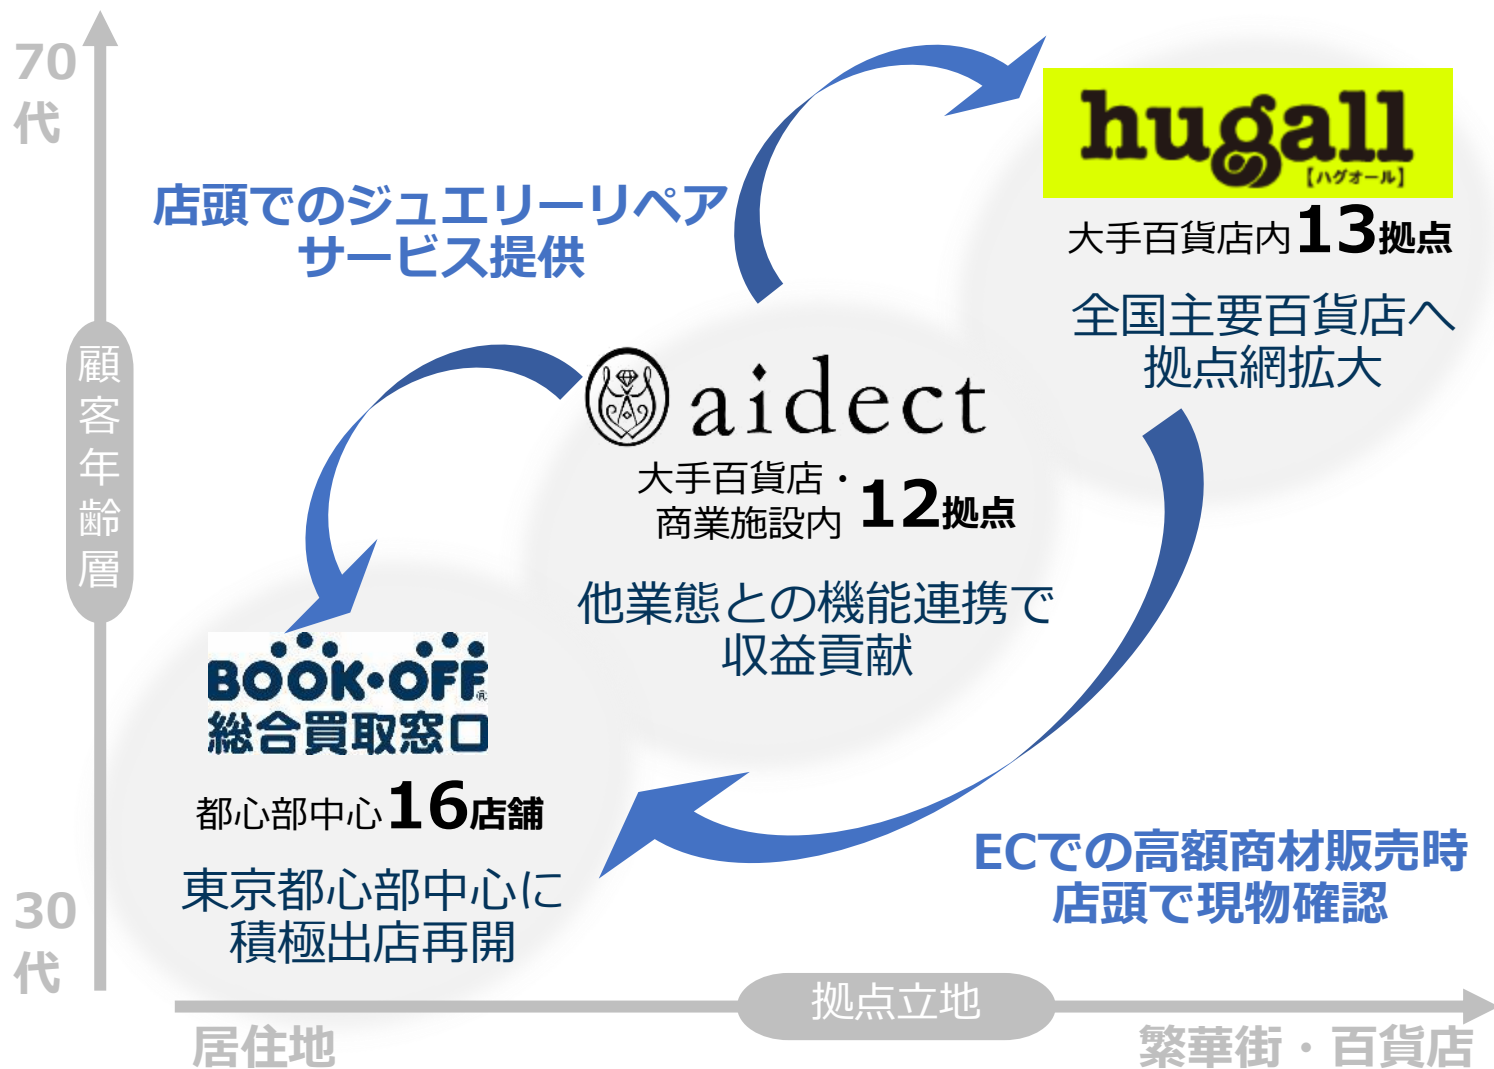 70
代
hugall
【ハグオール】
大手百貨店内13拠点
全国主要百貨店へ
拠点網拡大
店頭でのジュエリーリペア
サービス提供
顧客年齢層
aidect
大手百貨店・
商業施設内 12拠点
他業態との機能連携で
収益貢献
BOOK・OFF®
総合買取窓口
都心部中心16店舗
東京都心部中心に
積極出店再開
ECでの高額商材販売時
店頭で現物確認
30
代
拠点立地
居住地
繁華街・百貨店